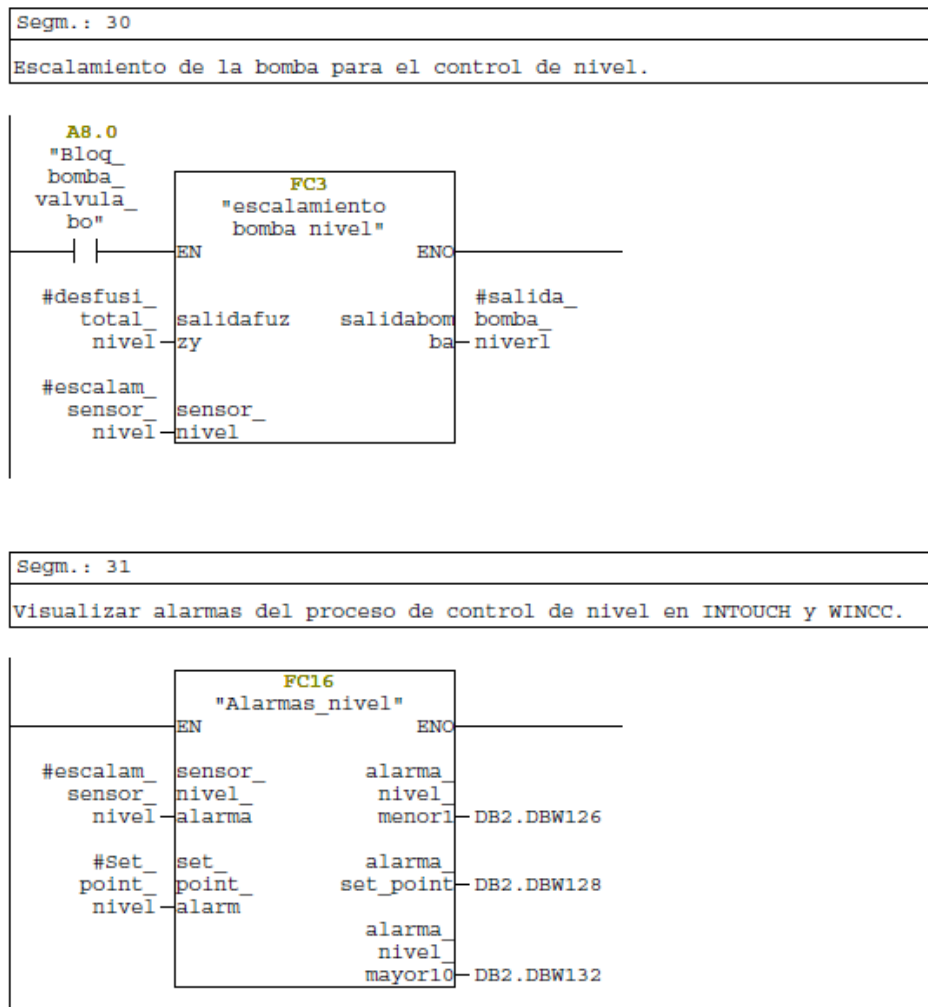 Segm.: 30
Escalamiento de la bomba para el control de nivel.
A8.0
"Bloq_
bomba_
valvula_
bo"
FC3
"escalamiento
bomba nivel"
EN
ENO
#desfusi_
total_
nivel
salidafuz
zy
salidabom
ba
#salida_
bomba_
niverl
#escalam_
sensor_
nivel
sensor_
nivel
Segm.: 31
Visualizar alarmas del proceso de control de nivel en INTOUCH y WINCC.
FC16
"Alarmas_nivel"
EN
ENO
#escalam_
sensor_
nivel
sensor_
nivel_
alarma
alarma_
nivel_
menor1
DB2.DBW126
#Set_
point_
nivel
set_
point_
alarm
alarma_
set_point
DB2.DBW128
alarma_
nivel_
mayor10
DB2.DBW132